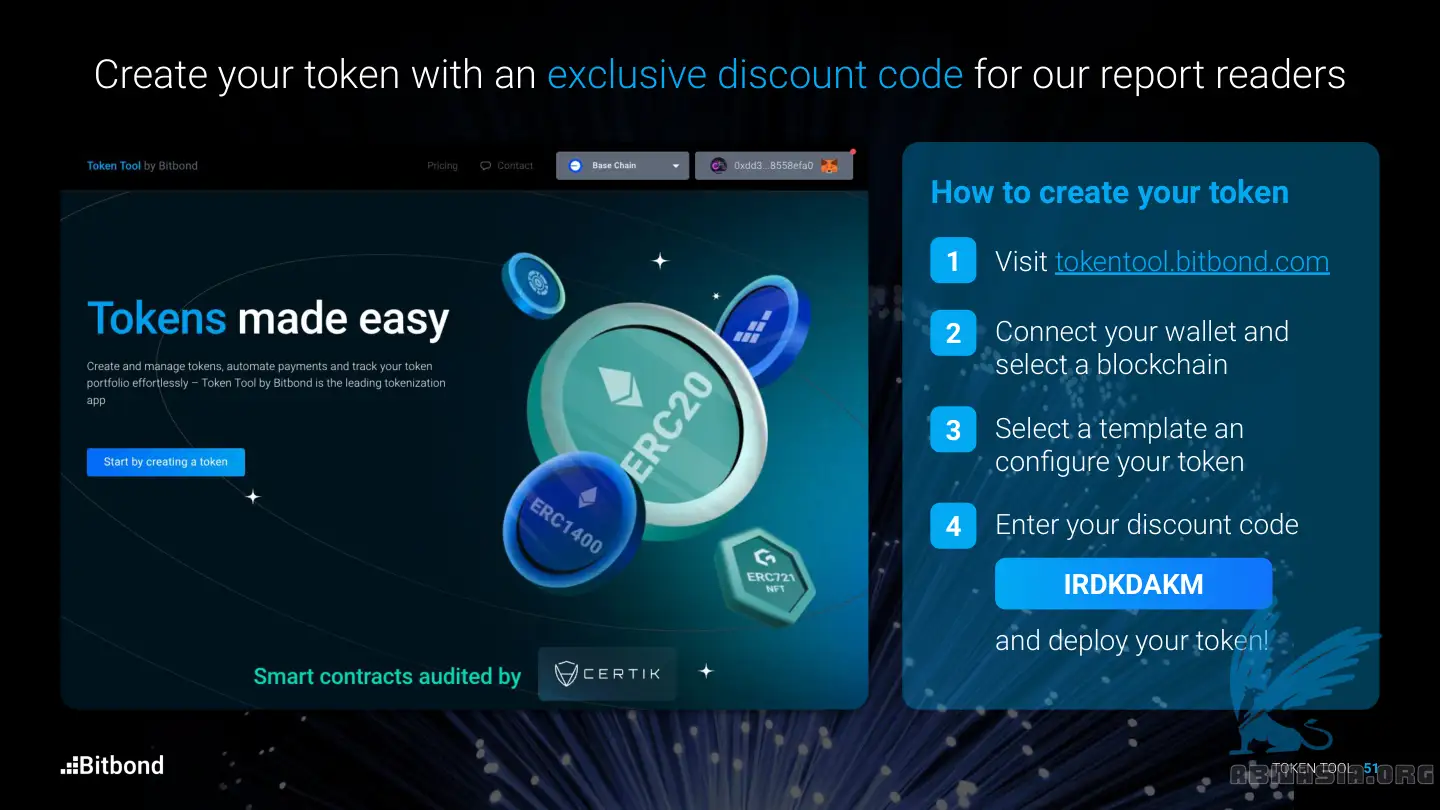 Create your token with an exclusive discount code for our report readers
Token Tool by Bitbond
Pricing
Contact
Base Chain
0xdd3...8558efa0
Tokens made easy
Create and manage tokens, automate payments and track your token
portfolio effortlessly – Token Tool by Bitbond is the leading tokenization
app
Start by creating a token
ERC20
ERC1400
ERC721
NFT
Smart contracts audited by
CERTIK
How to create your token
1 Visit tokentool.bitbond.com
2 Connect your wallet and
select a blockchain
3 Select a template an
configure your token
4 Enter your discount code
IRDKDAKM
and deploy your token!
Bitbond
TOKEN TOOL 51